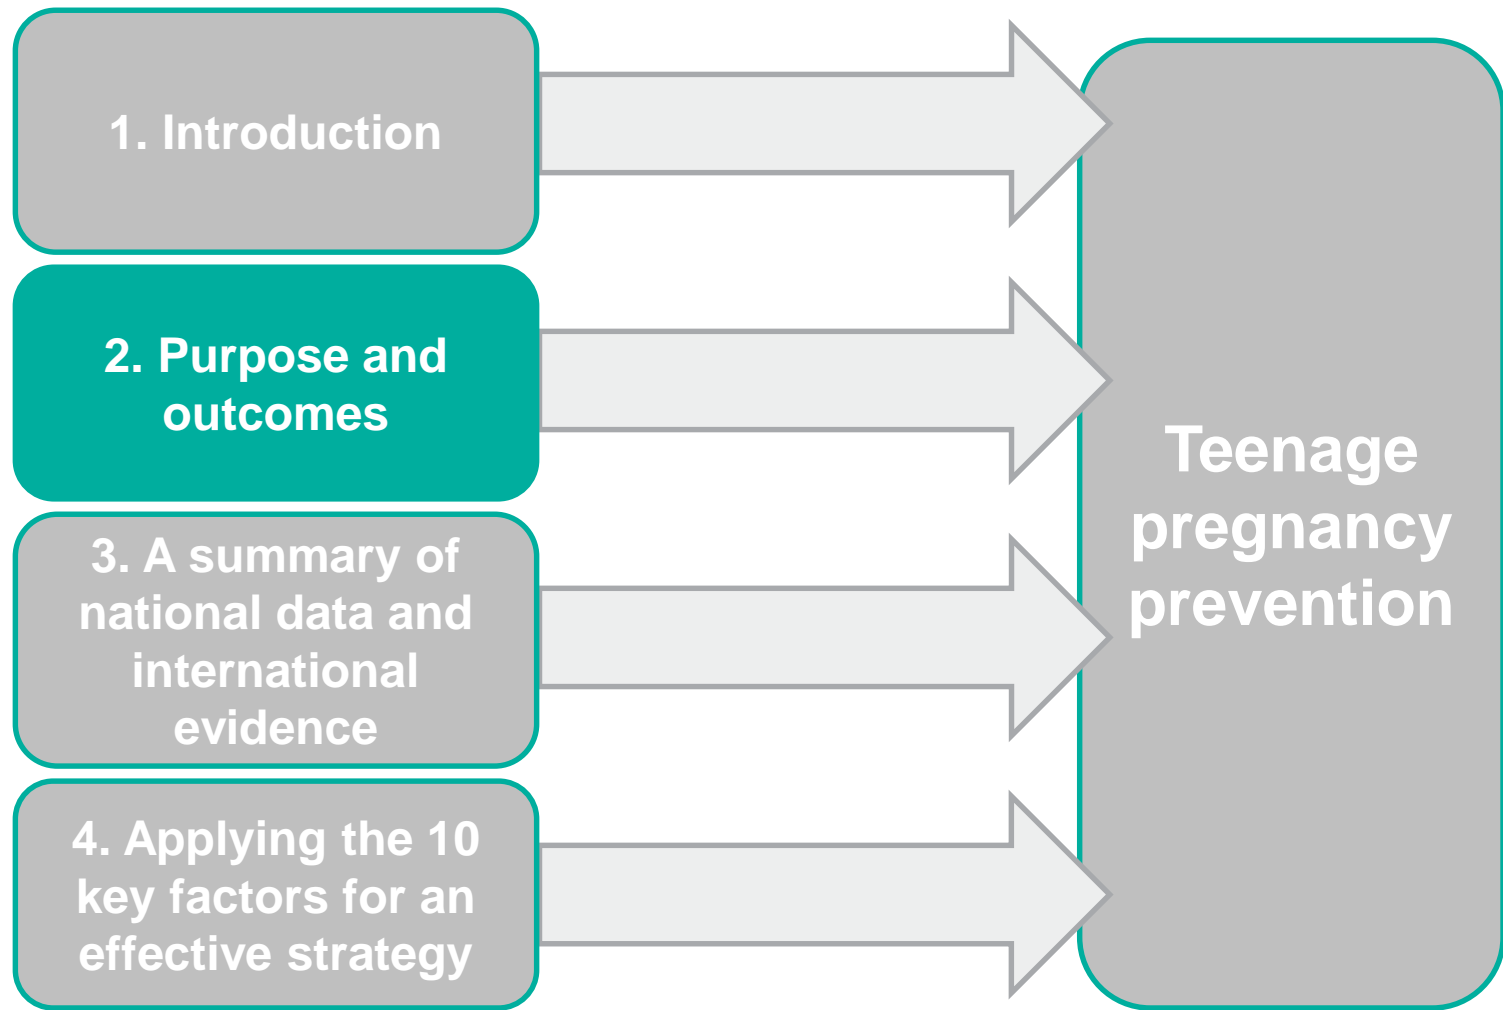 1. Introduction
2. Purpose and
outcomes
3. A summary of
national data and
international
evidence
4. Applying the 10
key factors for an
effective strategy
Teenage
pregnancy
prevention